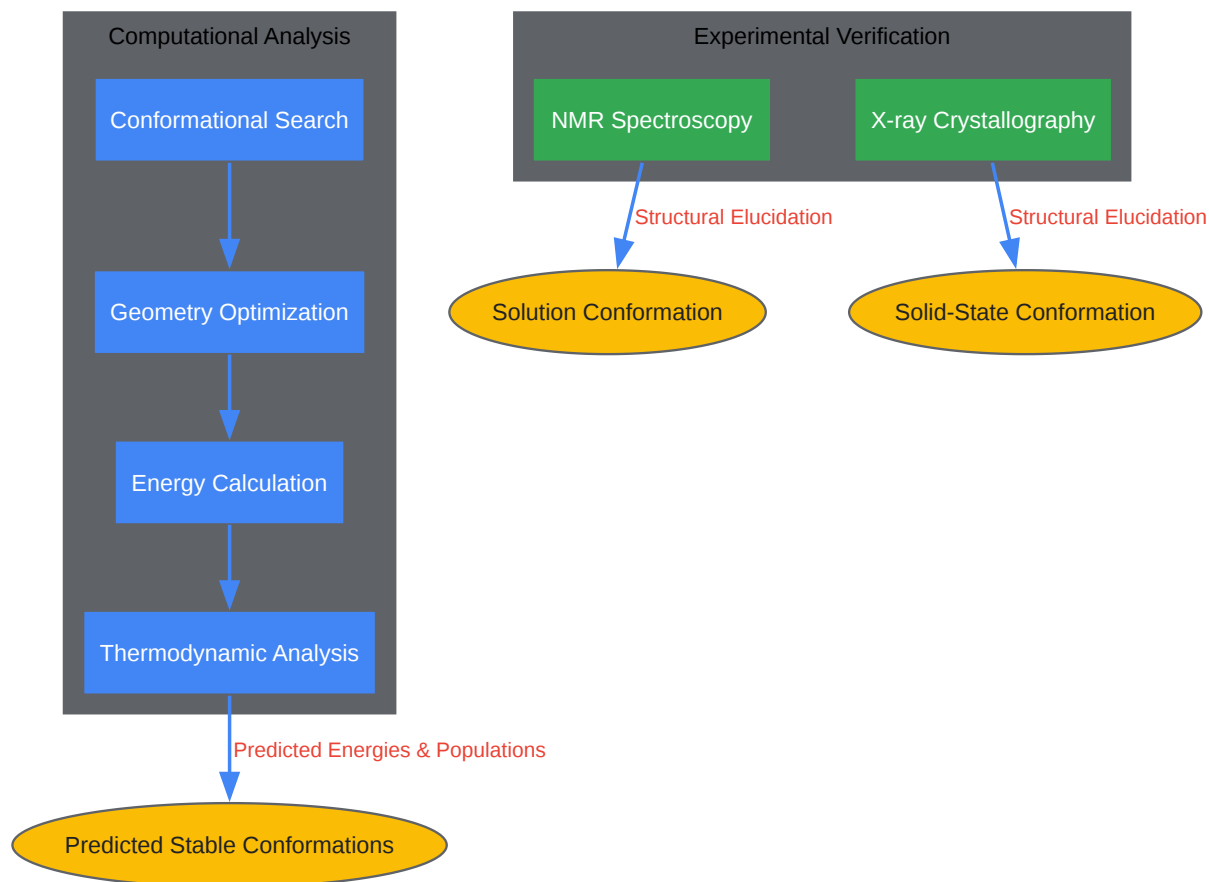 Computational Analysis
Conformational Search
Geometry Optimization
Energy Calculation
Thermodynamic Analysis
Predicted Energies & Populations
Predicted Stable Conformations
Experimental Verification
NMR Spectroscopy
X-ray Crystallography
Structural Elucidation
Structural Elucidation
Solution Conformation
Solid-State Conformation